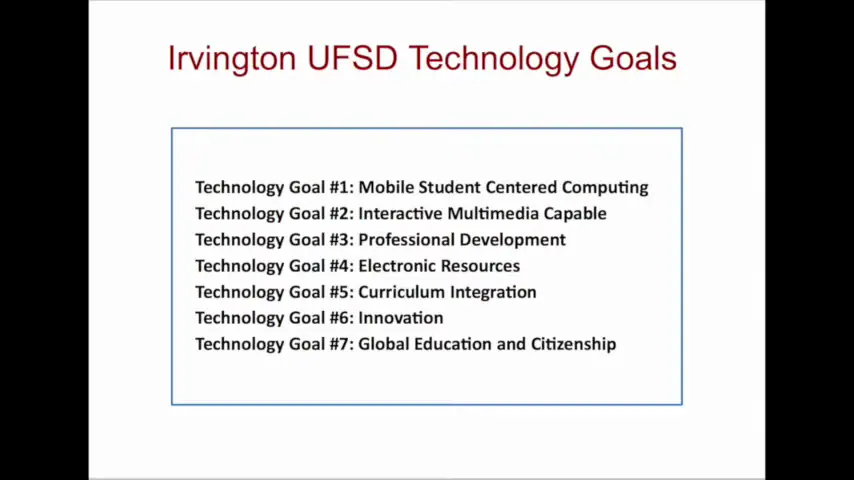 Irvington UFSD Technology Goals
Technology Goal #1: Mobile Student Centered Computing
Technology Goal #2: Interactive Multimedia Capable
Technology Goal #3: Professional Development
Technology Goal #4: Electronic Resources
Technology Goal #5: Curriculum Integration
Technology Goal #6: Innovation
Technology Goal #7: Global Education and Citizenship